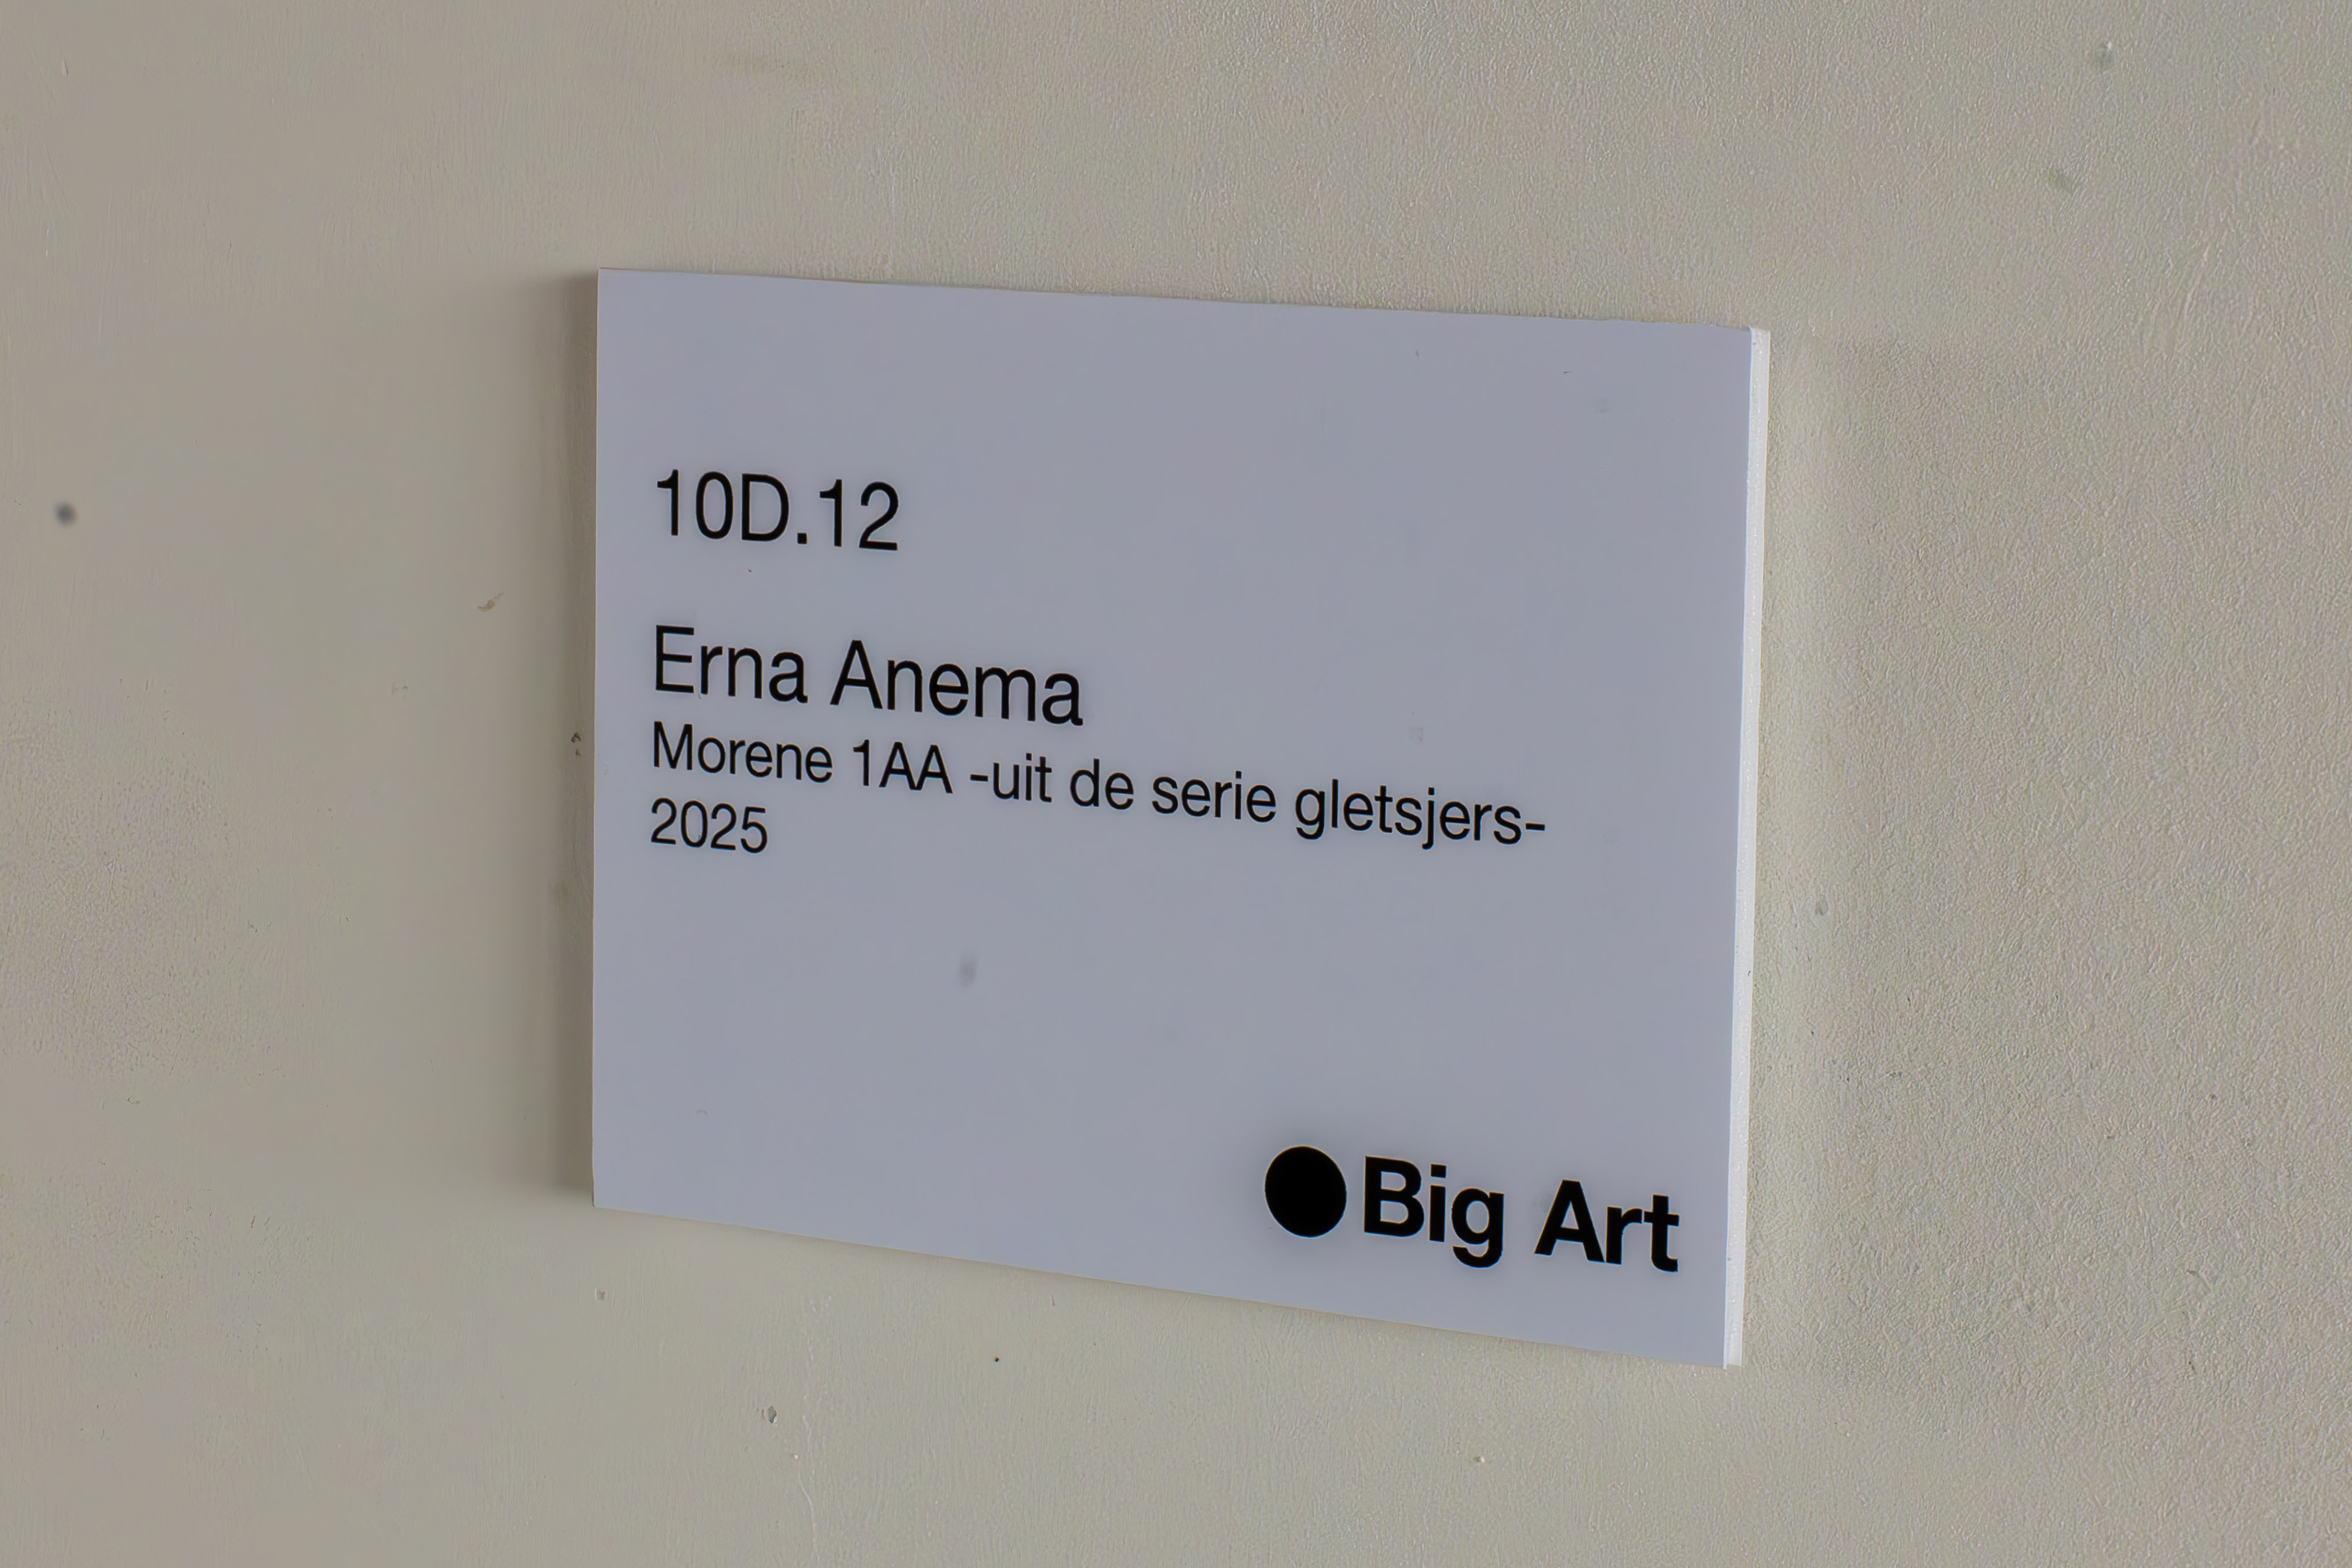 10D.12
Erna Anema
Morene 1AA -uit de serie gletsjers-
2025
Big Art